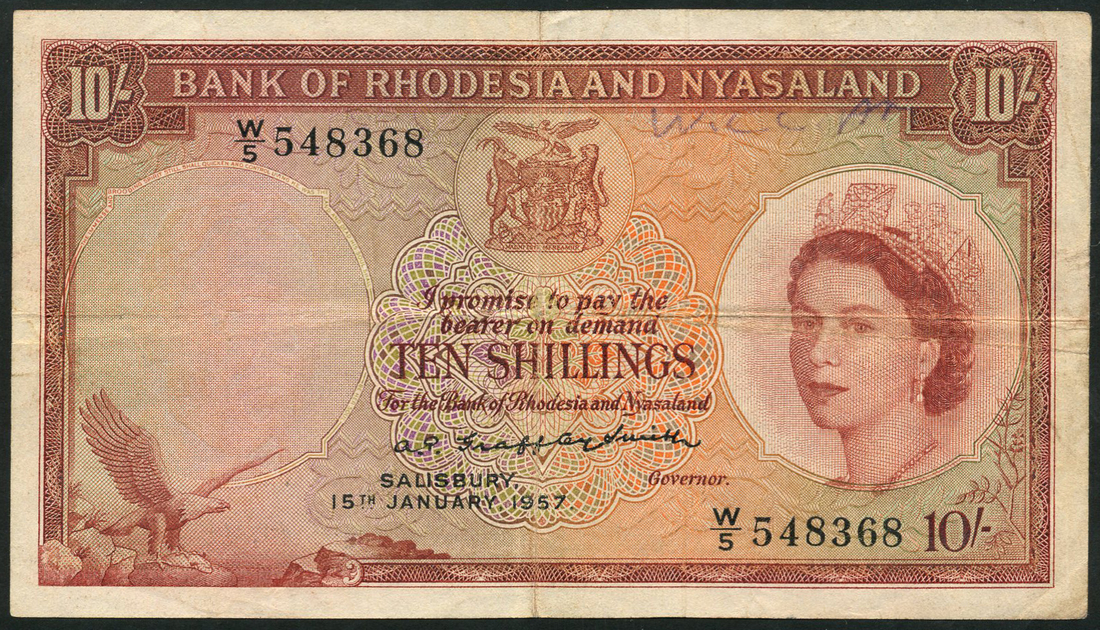 10/- BANK OF RHODESIA AND NYASALAND 10/-
W/5 548368
I promise to pay the
bearer on demand
TEN SHILLINGS
For the Bank of Rhodesia and Nyasaland
SALISBURY,
15TH JANUARY 1957.
Governor.
W/5 548368 10/-